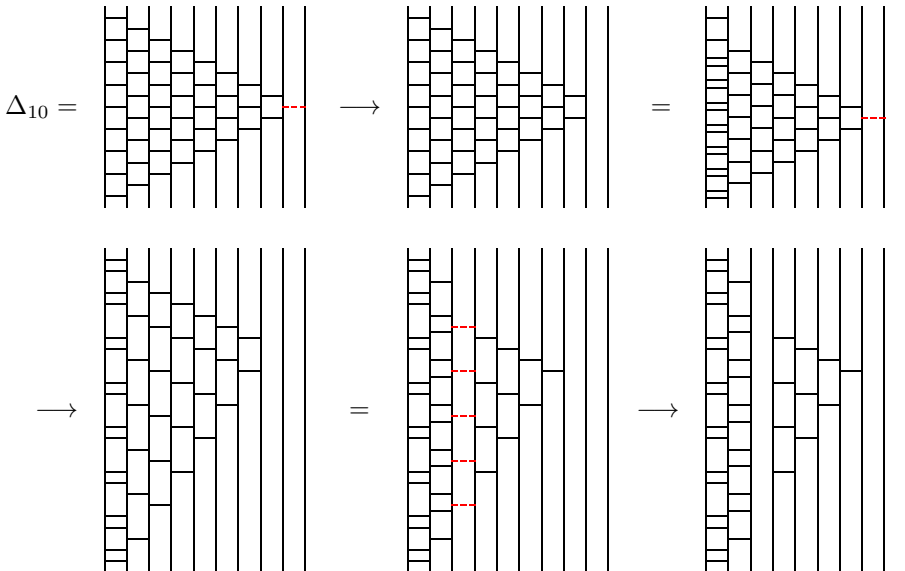 Δ₁₀ = ⟶ =
⟶ = ⟶